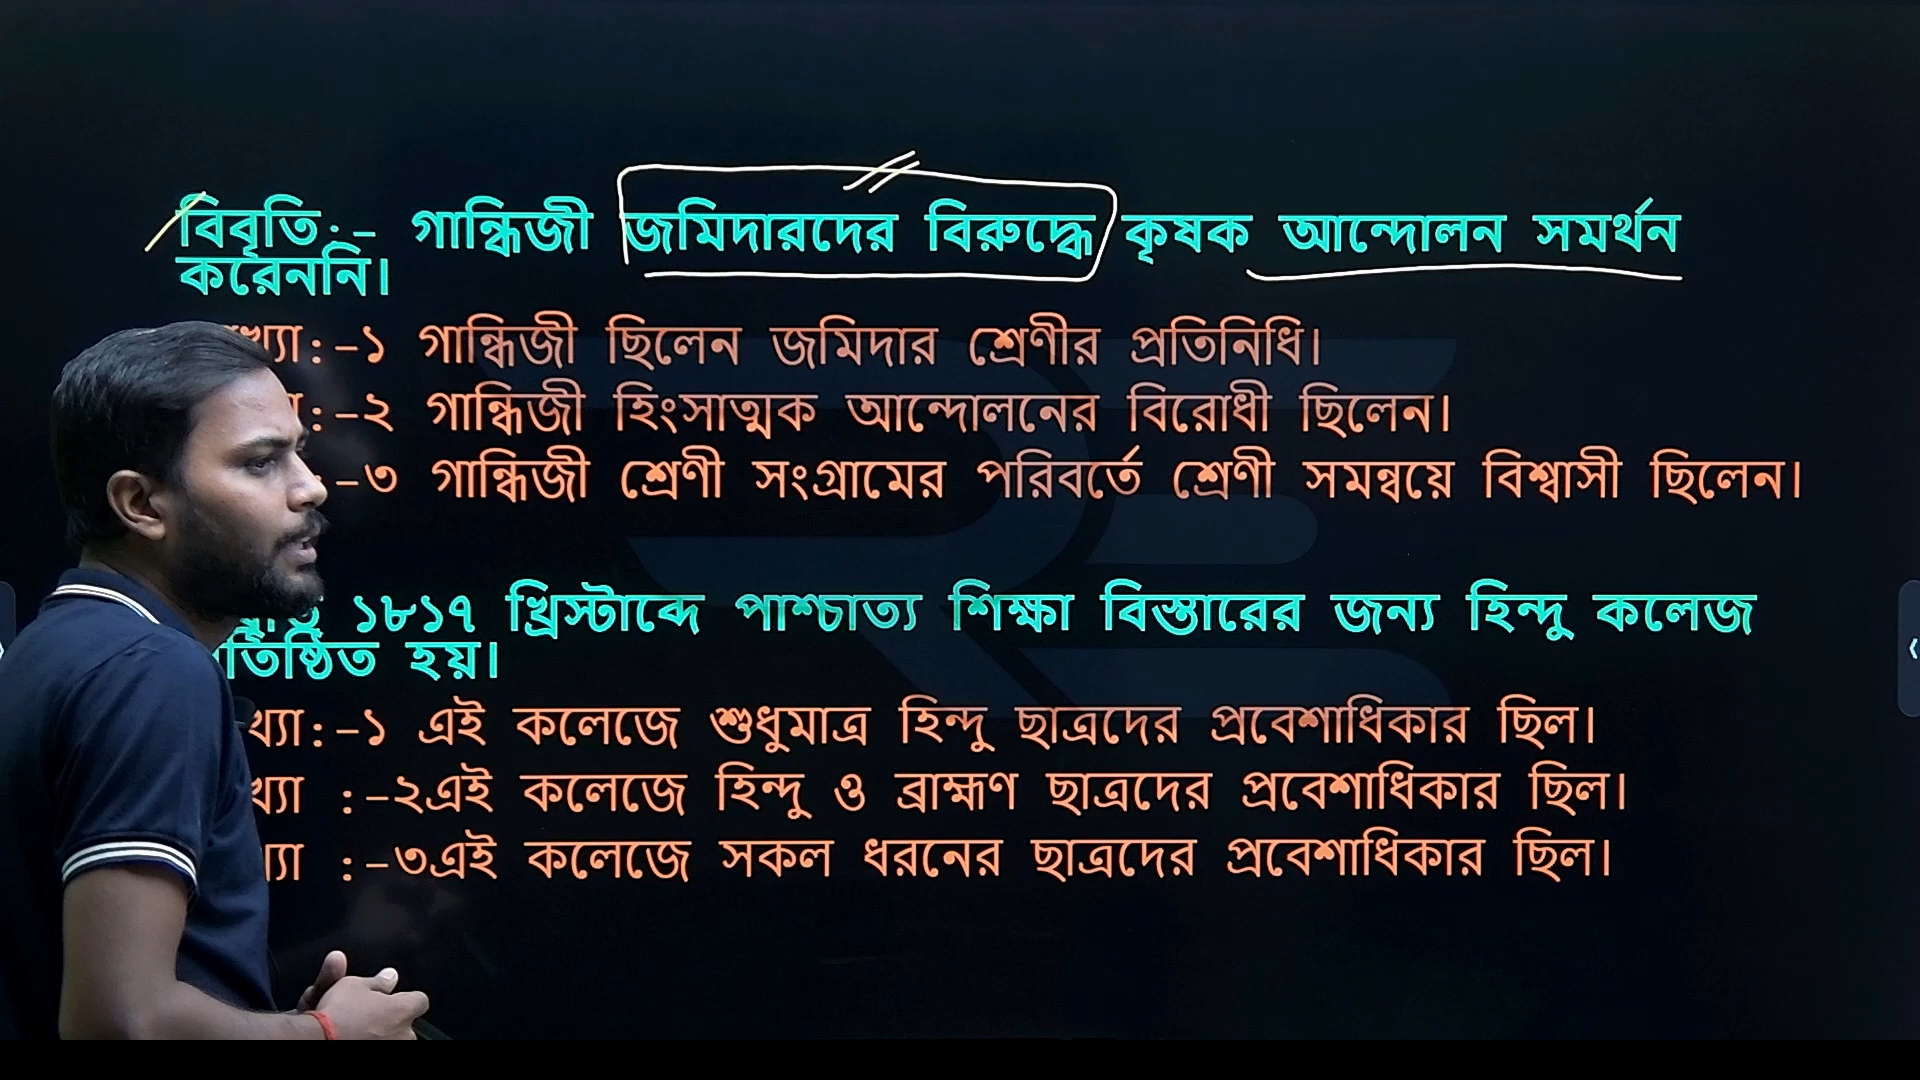 বিবৃতি:- গান্ধিজী জমিদারদের বিরুদ্ধে কৃষক আন্দোলন সমর্থন
করেননি।
:-১ গান্ধিজী ছিলেন জমিদার শ্রেণীর প্রতিনিধি।
:-২ গান্ধিজী হিংসাত্মক আন্দোলনের বিরোধী ছিলেন।
-৩ গান্ধিজী শ্রেণী সংগ্রামের পরিবর্তে শ্রেণী সমন্বয়ে বিশ্বাসী ছিলেন।
১৮১৭ খ্রিস্টাব্দে পাশ্চাত্য শিক্ষা বিস্তারের জন্য হিন্দু কলেজ
হয়।
:-১ এই কলেজে শুধুমাত্র হিন্দু ছাত্রদের প্রবেশাধিকার ছিল।
:-২এই কলেজে হিন্দু ও ব্রাহ্মণ ছাত্রদের প্রবেশাধিকার ছিল।
:-৩এই কলেজে সকল ধরনের ছাত্রদের প্রবেশাধিকার ছিল।